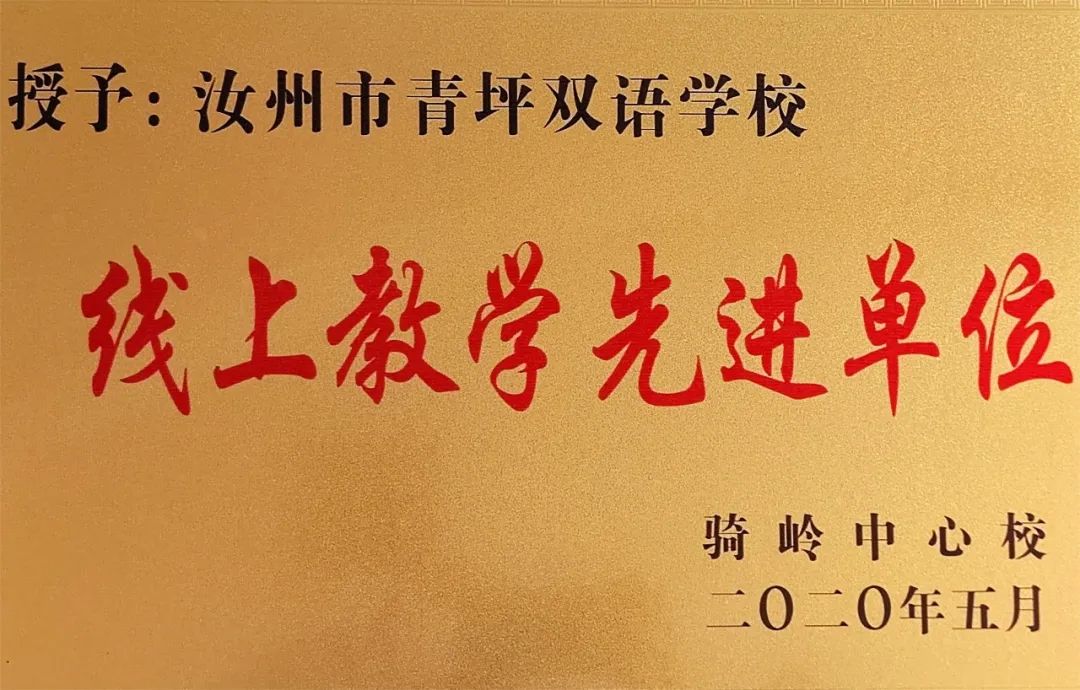 授予：汝州市青坪双语学校
线上教学先进单位
骑岭中心校
二〇二〇年五月